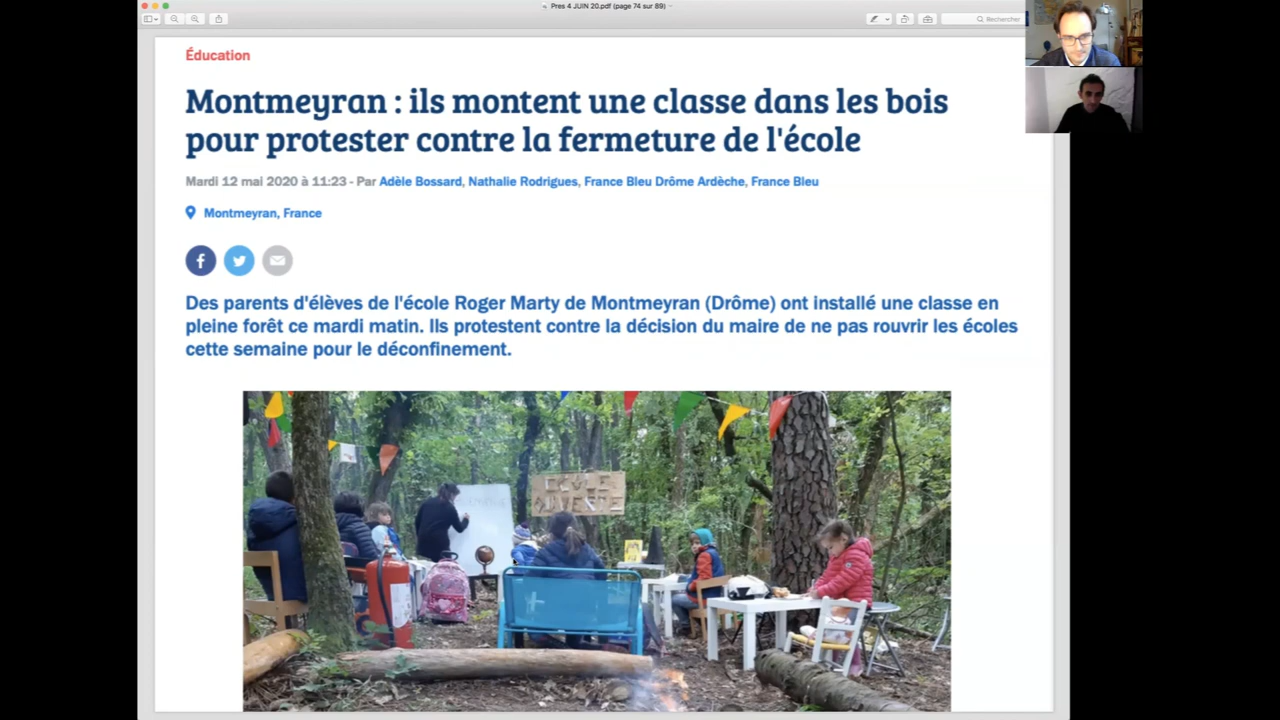 Pres 4 JUIN 20.pdf (page 74 sur 89)
Rechercher
Éducation
Montmeyran : ils montent une classe dans les bois
pour protester contre la fermeture de l'école
Mardi 12 mai 2020 à 11:23 - Par Adèle Bossard, Nathalie Rodrigues, France Bleu Drôme Ardèche, France Bleu
Montmeyran, France
Des parents d'élèves de l'école Roger Marty de Montmeyran (Drôme) ont installé une classe en
pleine forêt ce mardi matin. Ils protestent contre la décision du maire de ne pas rouvrir les écoles
cette semaine pour le déconfinement.
ECOLE
OUVERTE